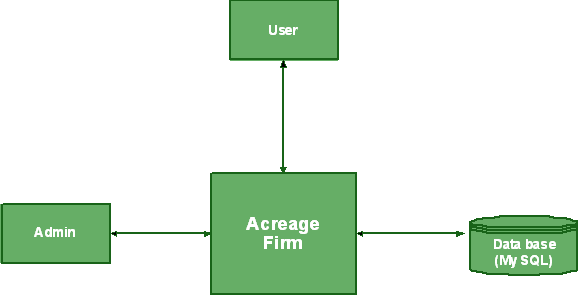 User
Acreage
Firm
Admin
Data base
(My SQL)